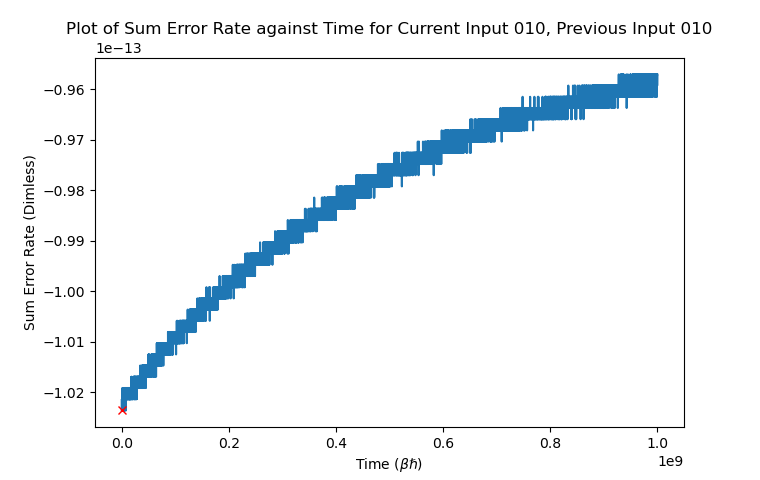 Plot of Sum Error Rate against Time for Current Input 010, Previous Input 010
1e−13
−0.96
−0.97
−0.98
−0.99
−1.00
−1.01
−1.02
Sum Error Rate (Dimless)
0.0 0.2 0.4 0.6 0.8 1.0
1e9
Time (βℏ)